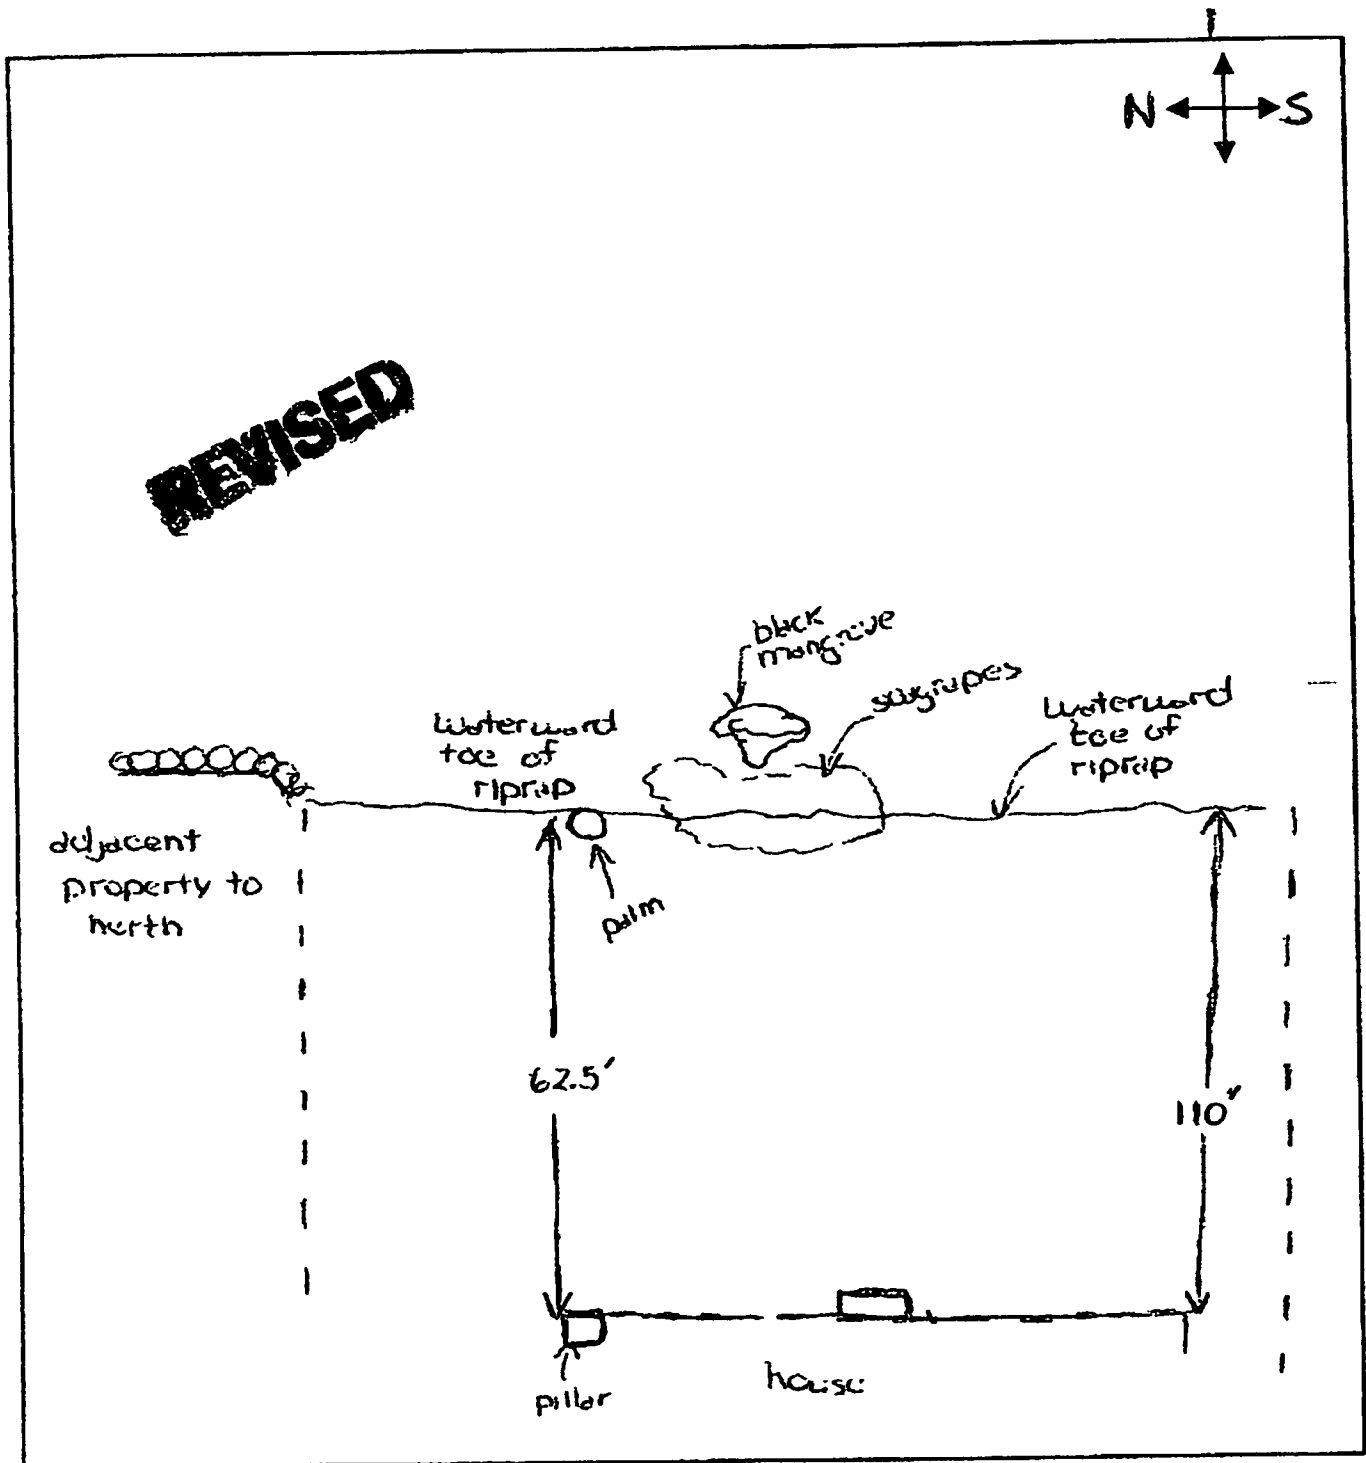 N S
REVISED
black
mangrove
seagrapes
Waterward
toe of
riprap
Waterward
toe of
riprap
adjacent
property to
north
palm
62.5'
110'
pillar
house